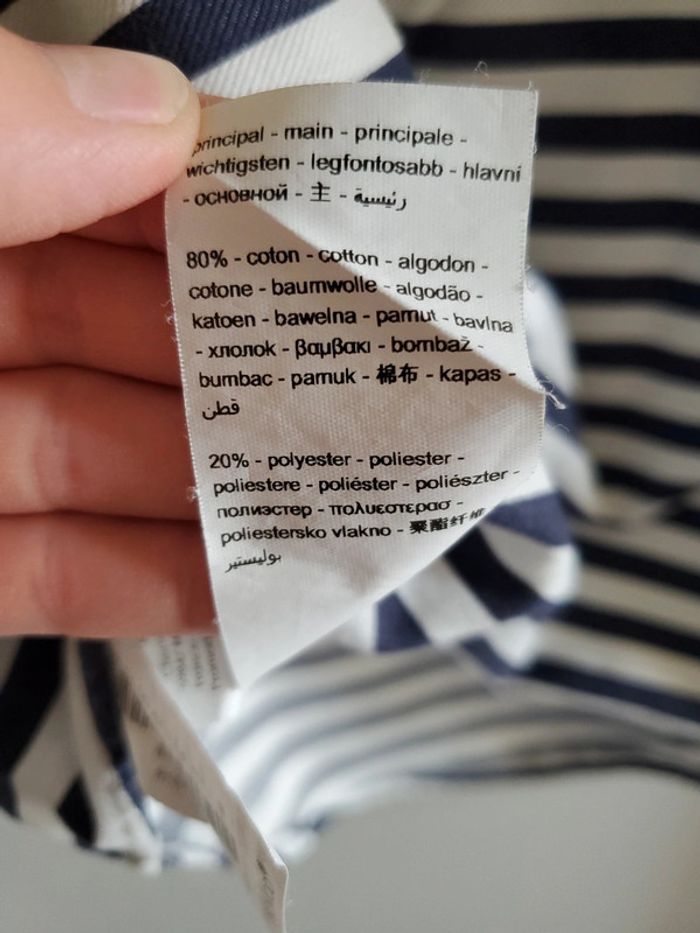 principal - main - principale -
wichtigsten - legfontosabb - hlavní
- основной - 主 - رئيسية
80% - coton - cotton - algodon -
cotone - baumwolle - algodão -
katoen - bawelna - pamut - bavlna
- хлопок - βαμβακι - bombaž -
bumbac - pamuk - 棉布 - kapas -
قطن
20% - polyester - poliester -
poliestere - poliéster - poliészter -
полиэстер - πολυεστερασ -
poliestersko vlakno - 聚酯纤维
بوليستير